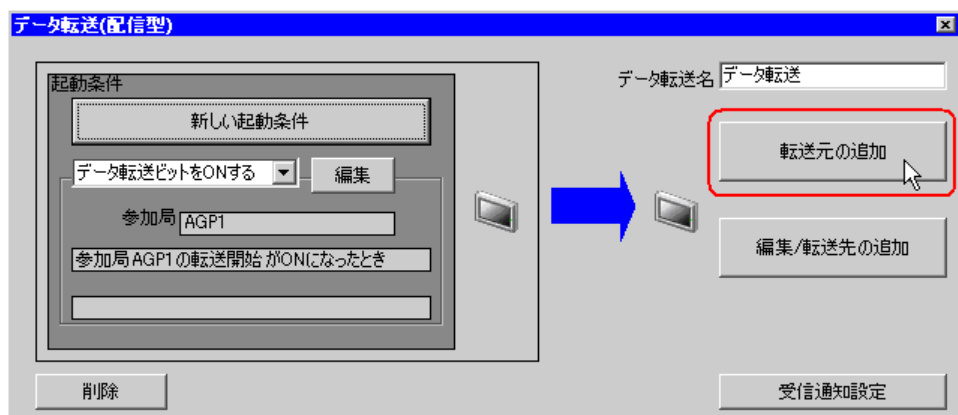 データ転送(配信型)
起動条件
新しい起動条件
データ転送ビットをONする
編集
参加局 AGP1
参加局 AGP1 の転送開始 がONになったとき
データ転送名 データ転送
転送元の追加
編集/転送先の追加
削除
受信通知設定